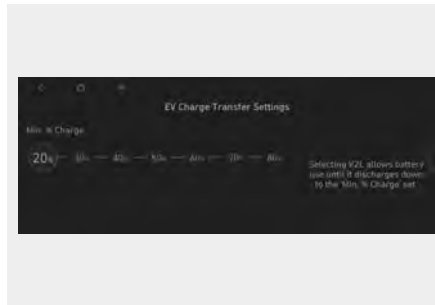 EV Charge Transfer Settings
Min. % Charge
20% 30% 40% 50% 60% 70% 80%
Selecting V2L allows battery
use until it discharges down
to the 'Min. % Charge' set